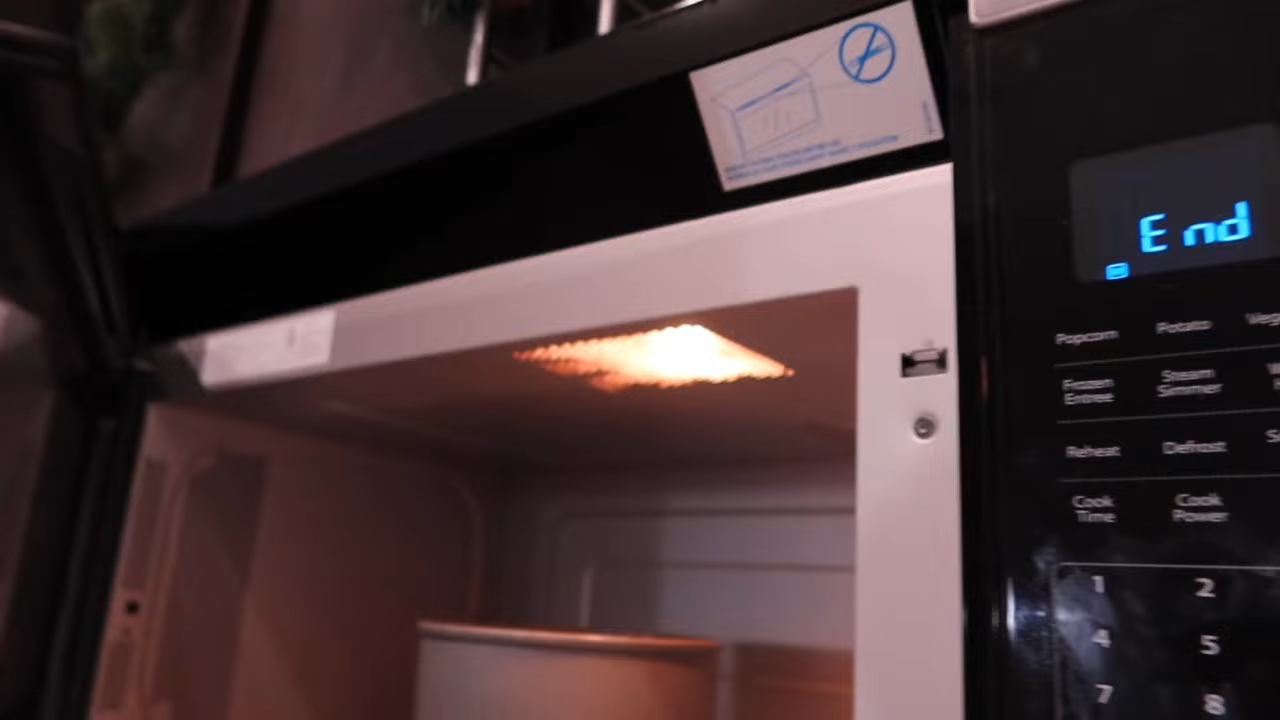 End
Popcorn Potato
Frozen Entree Steam Simmer
Reheat Defrost
Cook Time Cook Power
1 2
4 5
7 8